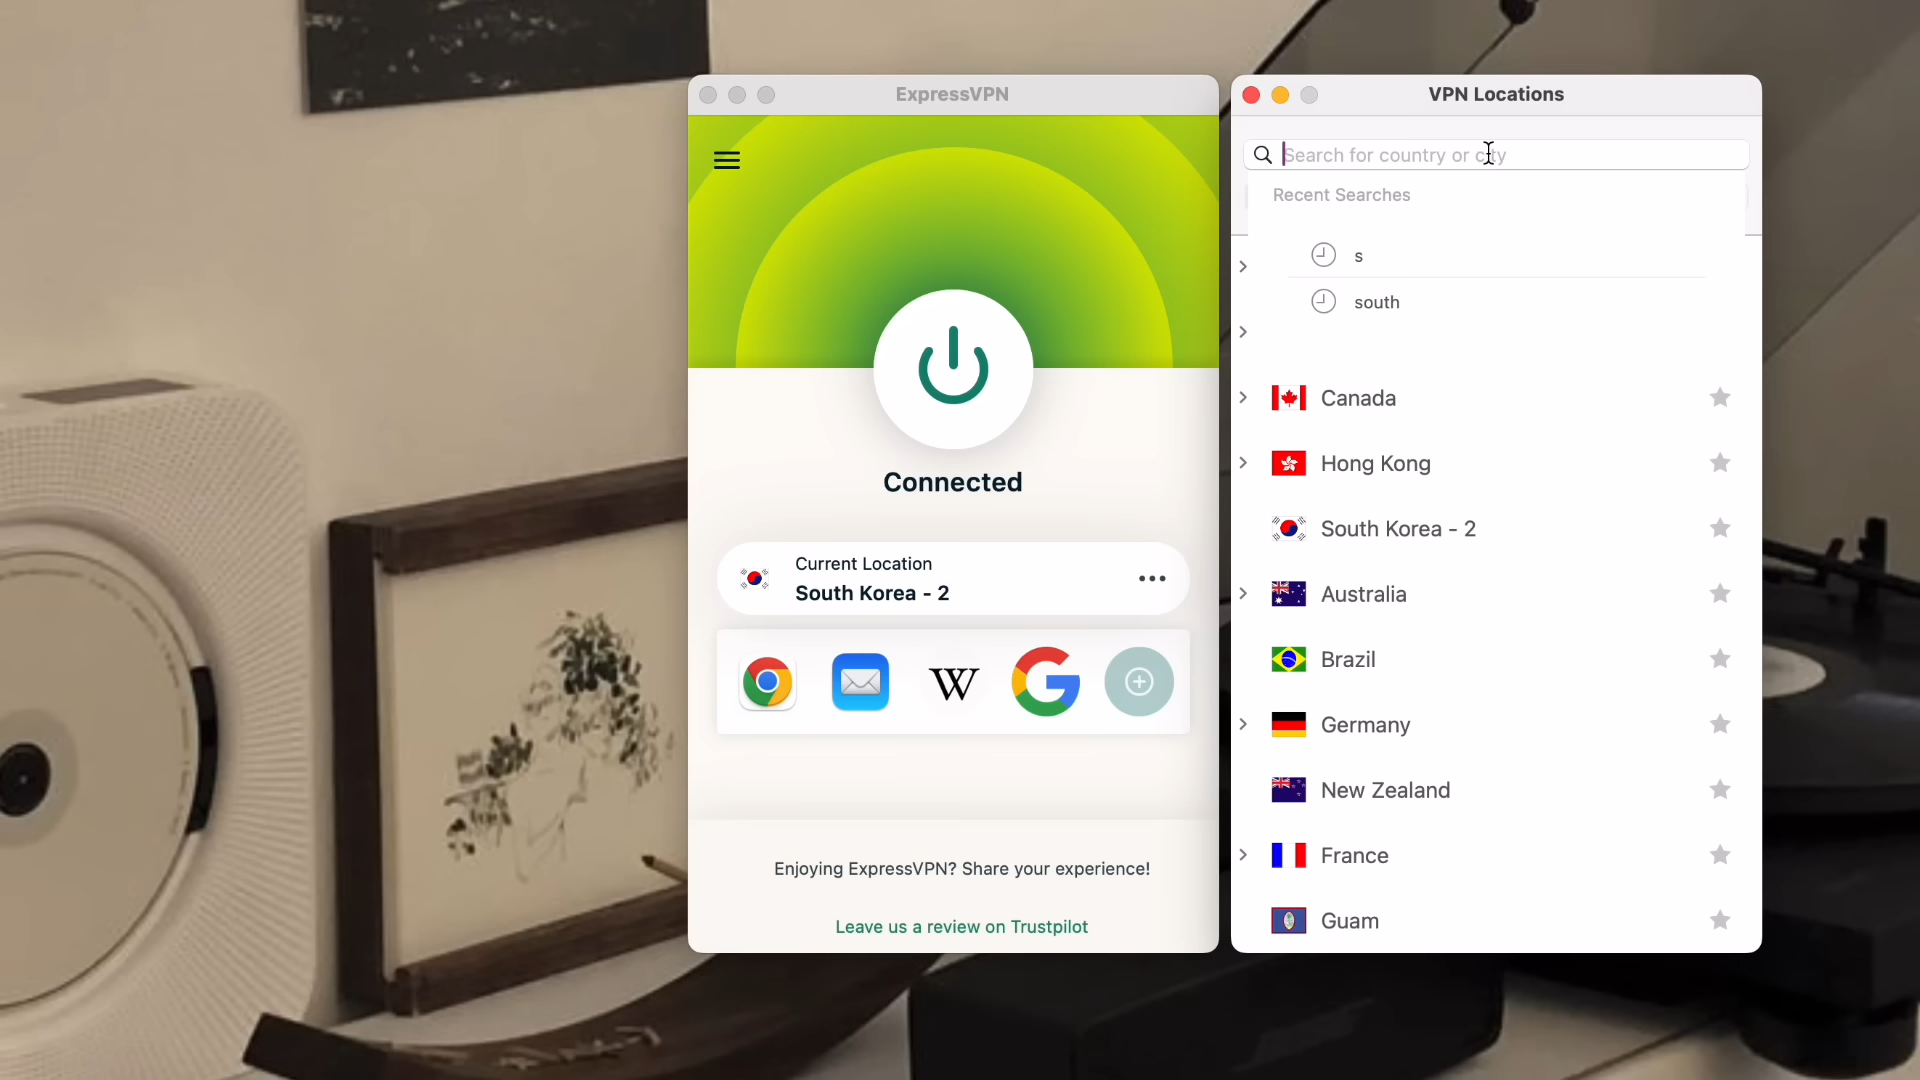 ExpressVPN
Connected
Current Location
South Korea - 2
W
G
Enjoying ExpressVPN? Share your experience!
Leave us a review on Trustpilot
VPN Locations
Search for country or city
Recent Searches
s
south
Canada
Hong Kong
South Korea - 2
Australia
Brazil
Germany
New Zealand
France
Guam